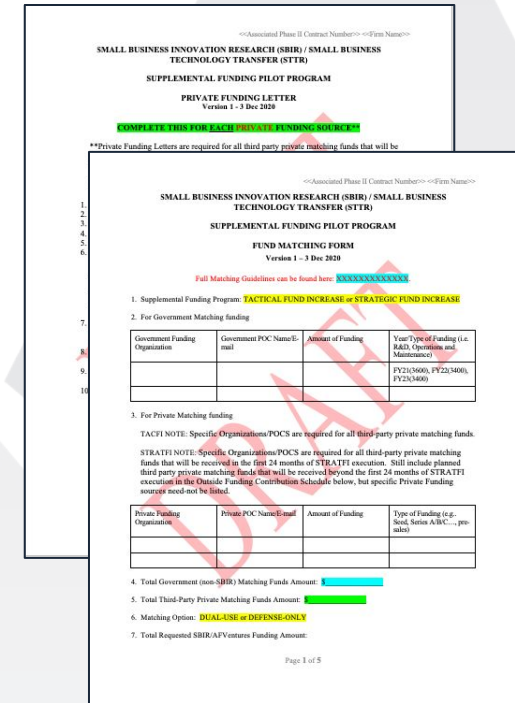 <<Associated Phase II Contract Number>> <<Firm Name>>
SMALL BUSINESS INNOVATION RESEARCH (SBIR) / SMALL BUSINESS
TECHNOLOGY TRANSFER (STTR)
SUPPLEMENTAL FUNDING PILOT PROGRAM
PRIVATE FUNDING LETTER
Version 1 - 3 Dec 2020
COMPLETE THIS FOR EACH PRIVATE FUNDING SOURCE**
**Private Funding Letters are required for all third party private matching funds that will be
1.
2.
3.
4.
5.
6.
7.
8.
9.
10
<<Associated Phase II Contract Number>> <<Firm Name>>
SMALL BUSINESS INNOVATION RESEARCH (SBIR) / SMALL BUSINESS
TECHNOLOGY TRANSFER (STTR)
SUPPLEMENTAL FUNDING PILOT PROGRAM
FUND MATCHING FORM
Version 1 – 3 Dec 2020
Full Matching Guidelines can be found here: XXXXXXXXXXXX.
1. Supplemental Funding Program: TACTICAL FUND INCREASE or STRATEGIC FUND INCREASE
2. For Government Matching funding
Government Funding Organization
Government POC Name/E-mail
Amount of Funding
Year/Type of Funding (i.e. R&D, Operations and Maintenance)
FY21(3600), FY22(3400), FY23(3400)
3. For Private Matching funding
TACFI NOTE: Specific Organizations/POCS are required for all third-party private matching funds.
STRATFI NOTE: Specific Organizations/POCS are required for all third-party private matching
funds that will be received in the first 24 months of STRATFI execution. Still include planned
third party private matching funds that will be received beyond the first 24 months of STRATFI
execution in the Outside Funding Contribution Schedule below, but specific Private Funding
sources need-not be listed.
Private Funding Organization
Private POC Name/E-mail
Amount of Funding
Type of Funding (e.g.. Seed, Series A/B/C…, pre-sales)
4. Total Government (non-SBIR) Matching Funds Amount: $
5. Total Third-Party Private Matching Funds Amount: $
6. Matching Option: DUAL-USE or DEFENSE-ONLY
7. Total Requested SBIR/AFVentures Funding Amount:
Page 1 of 5
DRAFT